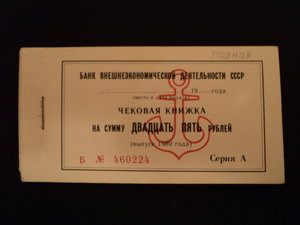 ПОЛНАЯ
БАНК ВНЕШНЕЭКОНОМИЧЕСКОЙ ДЕЯТЕЛЬНОСТИ СССР
19......года
ЧЕКОВАЯ КНИЖКА
НА СУММУ ДВАДЦАТЬ ПЯТЬ РУБЛЕЙ
(выпуск 1989 года)
Б № 460224 Серия А